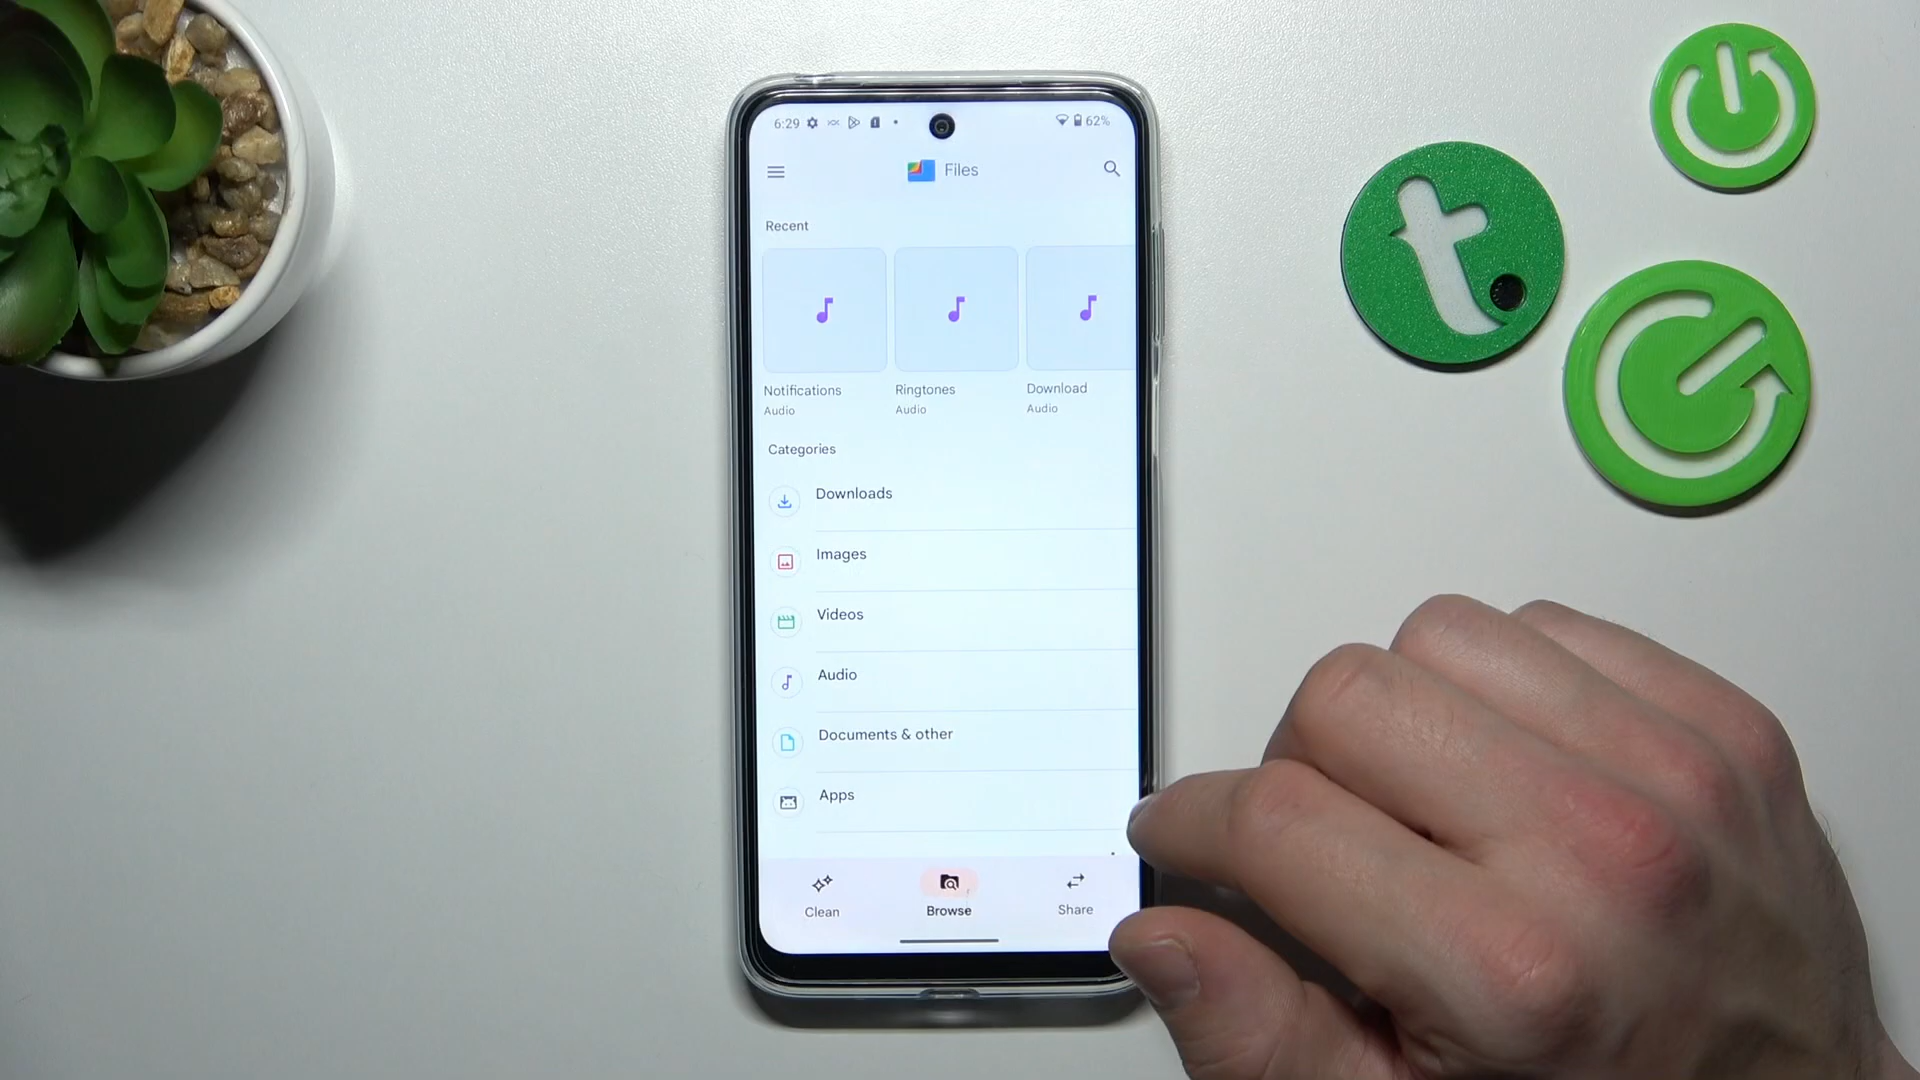 6:29 62%
Files
Recent
Notifications Ringtones Download
Audio Audio Audio
Categories
Downloads
Images
Videos
Audio
Documents & other
Apps
Clean Browse Share
t.